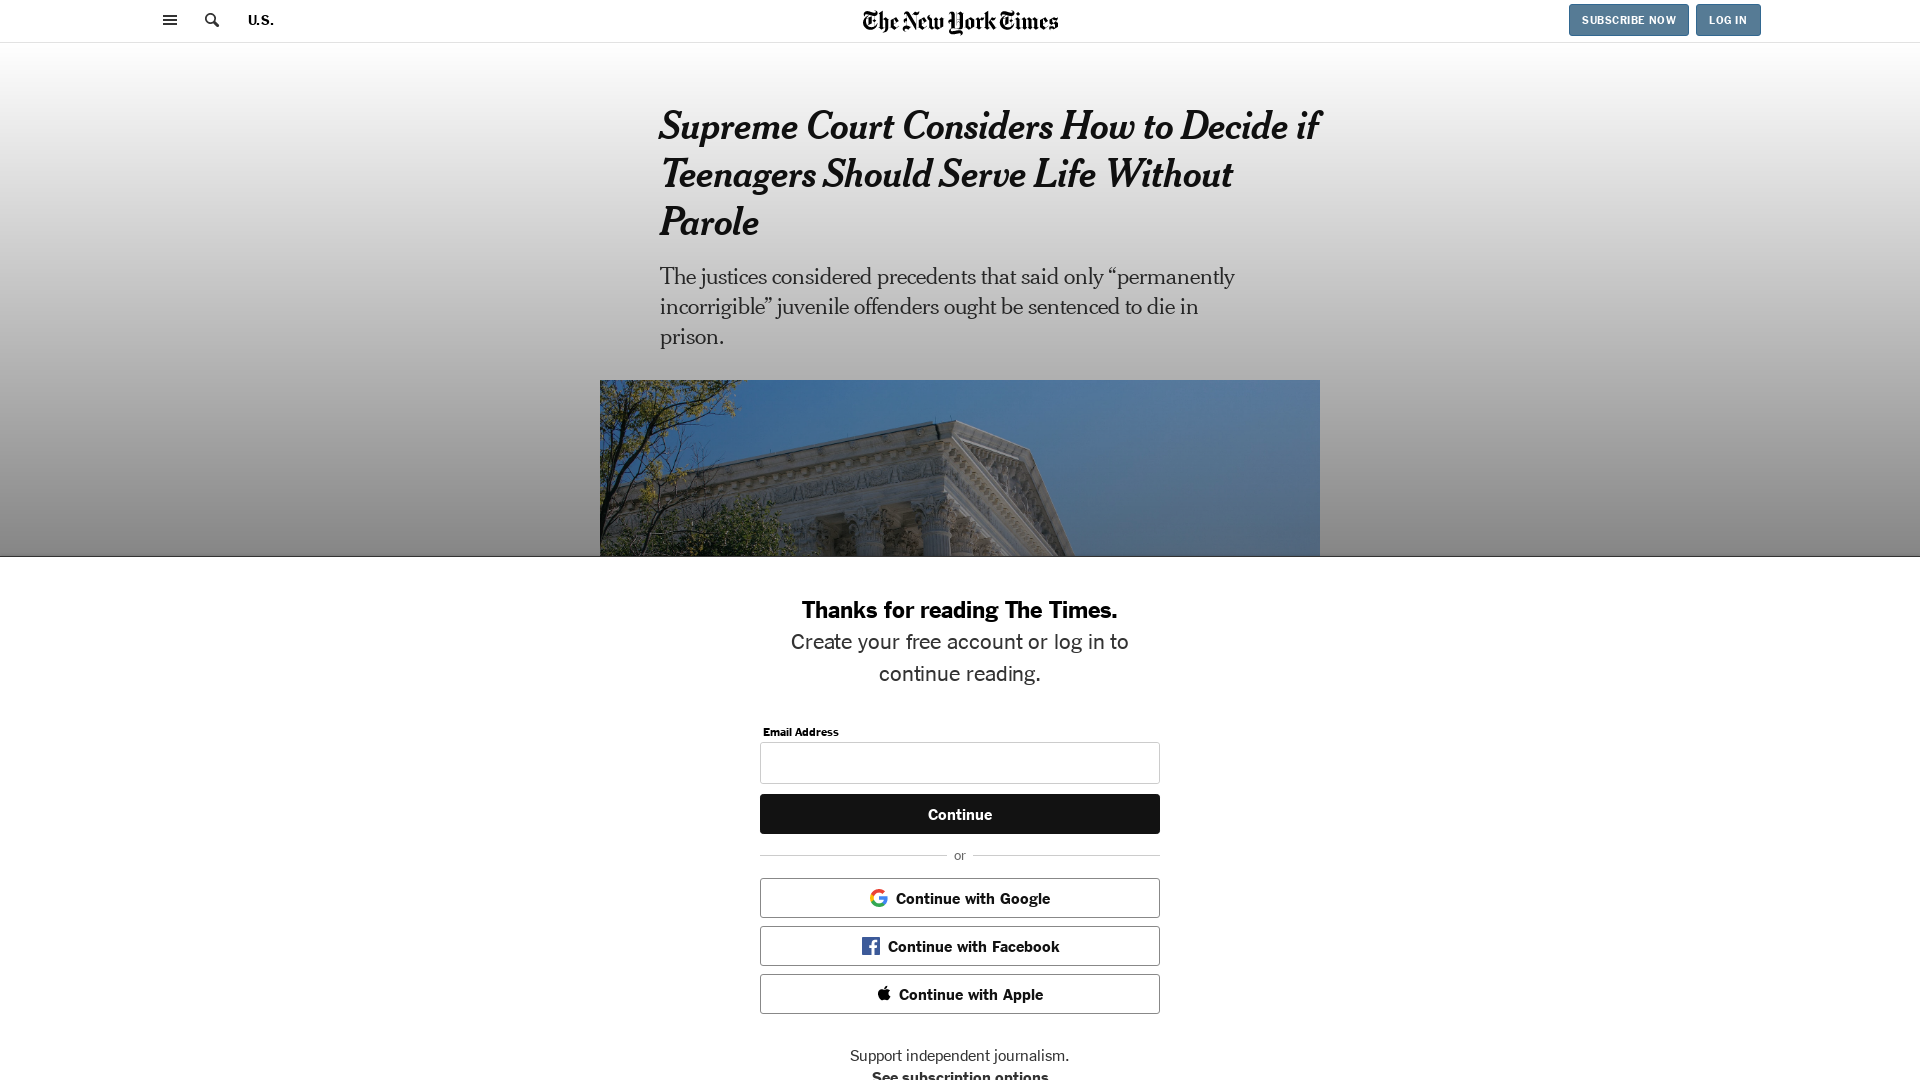 U.S.
The New York Times
SUBSCRIBE NOW
LOG IN
Supreme Court Considers How to Decide if
Teenagers Should Serve Life Without
Parole
The justices considered precedents that said only “permanently
incorrigible” juvenile offenders ought be sentenced to die in
prison.
Thanks for reading The Times.
Create your free account or log in to
continue reading.
Email Address
Continue
or
Continue with Google
Continue with Facebook
Continue with Apple
Support independent journalism.
See subscription options